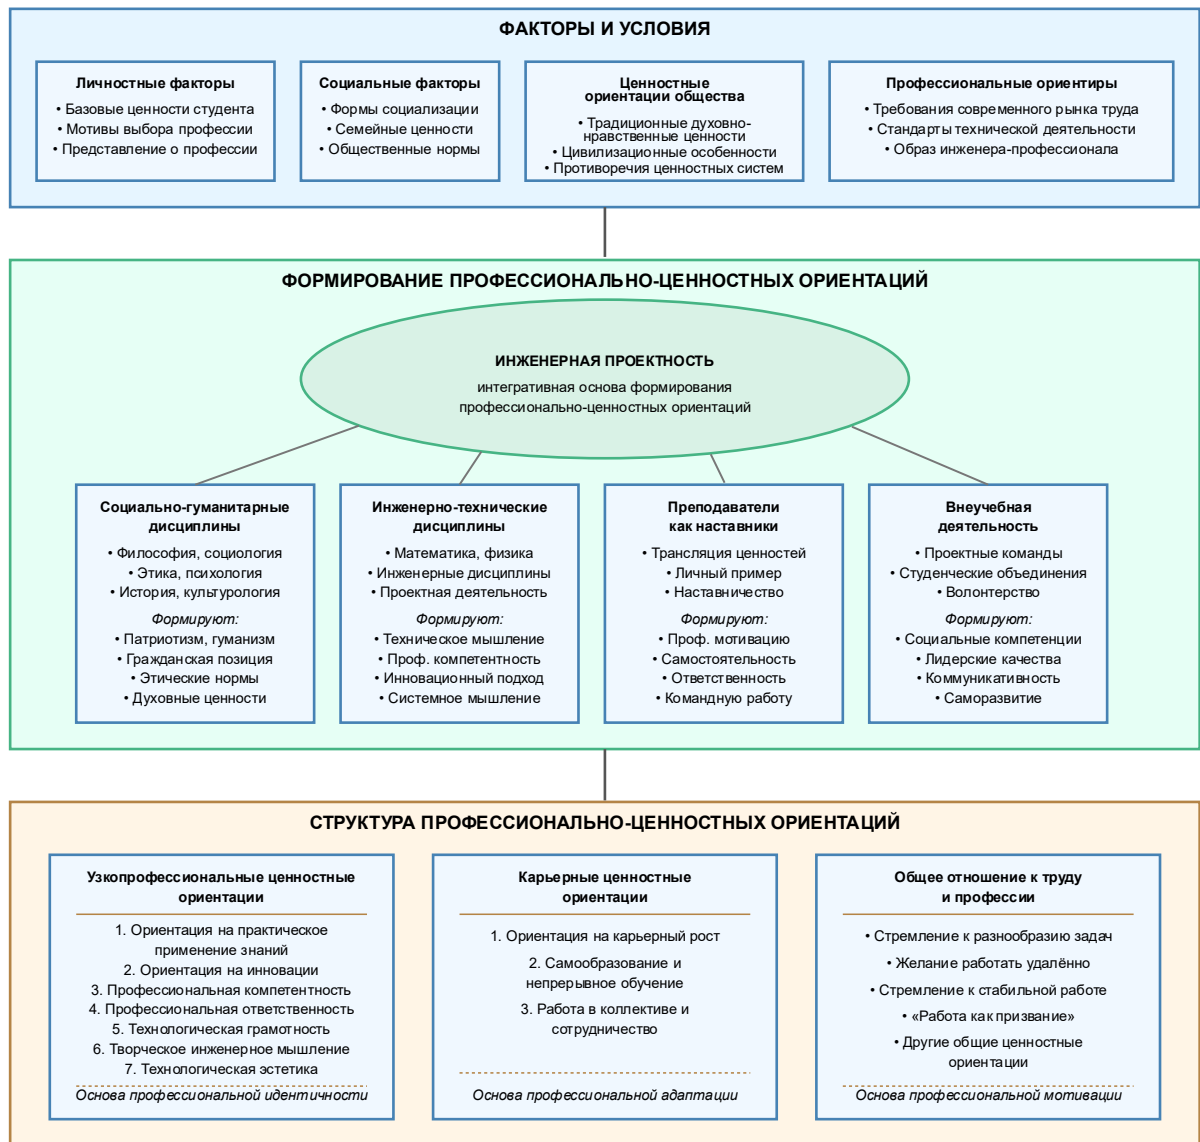 ФАКТОРЫ И УСЛОВИЯ
Личностные факторы
• Базовые ценности студента
• Мотивы выбора профессии
• Представление о профессии
Социальные факторы
• Формы социализации
• Семейные ценности
• Общественные нормы
Ценностные
ориентации общества
• Традиционные духовно-
нравственные ценности
• Цивилизационные особенности
• Противоречия ценностных систем
Профессиональные ориентиры
• Требования современного рынка труда
• Стандарты технической деятельности
• Образ инженера-профессионала
ФОРМИРОВАНИЕ ПРОФЕССИОНАЛЬНО-ЦЕННОСТНЫХ ОРИЕНТАЦИЙ
ИНЖЕНЕРНАЯ ПРОЕКТНОСТЬ
интегративная основа формирования
профессионально-ценностных ориентаций
Социально-гуманитарные
дисциплины
• Философия, социология
• Этика, психология
• История, культурология
Формируют:
• Патриотизм, гуманизм
• Гражданская позиция
• Этические нормы
• Духовные ценности
Инженерно-технические
дисциплины
• Математика, физика
• Инженерные дисциплины
• Проектная деятельность
Формируют:
• Техническое мышление
• Проф. компетентность
• Инновационный подход
• Системное мышление
Преподаватели
как наставники
• Трансляция ценностей
• Личный пример
• Наставничество
Формируют:
• Проф. мотивацию
• Самостоятельность
• Ответственность
• Командную работу
Внеучебная
деятельность
• Проектные команды
• Студенческие объединения
• Волонтерство
Формируют:
• Социальные компетенции
• Лидерские качества
• Коммуникативность
• Саморазвитие
СТРУКТУРА ПРОФЕССИОНАЛЬНО-ЦЕННОСТНЫХ ОРИЕНТАЦИЙ
Узкопрофессиональные ценностные
ориентации
1. Ориентация на практическое
применение знаний
2. Ориентация на инновации
3. Профессиональная компетентность
4. Профессиональная ответственность
5. Технологическая грамотность
6. Творческое инженерное мышление
7. Технологическая эстетика
Основа профессиональной идентичности
Карьерные ценностные
ориентации
1. Ориентация на карьерный рост
2. Самообразование и
непрерывное обучение
3. Работа в коллективе и
сотрудничество
Основа профессиональной адаптации
Общее отношение к труду
и профессии
• Стремление к разнообразию задач
• Желание работать удалённо
• Стремление к стабильной работе
• «Работа как призвание»
• Другие общие ценностные
ориентации
Основа профессиональной мотивации